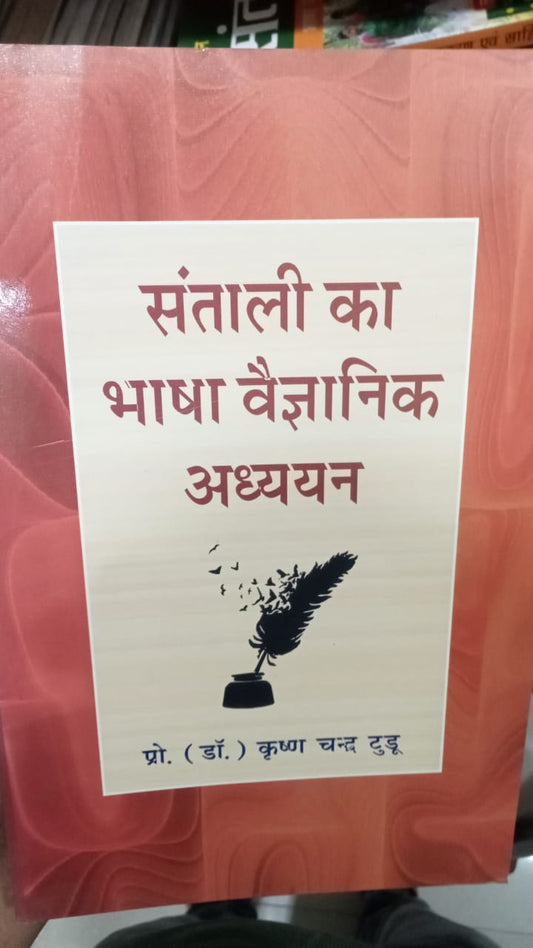 संताली का
भाषा वैज्ञानिक
अध्ययन
प्रो. (डॉ.) कृष्ण चन्द्र टुडू